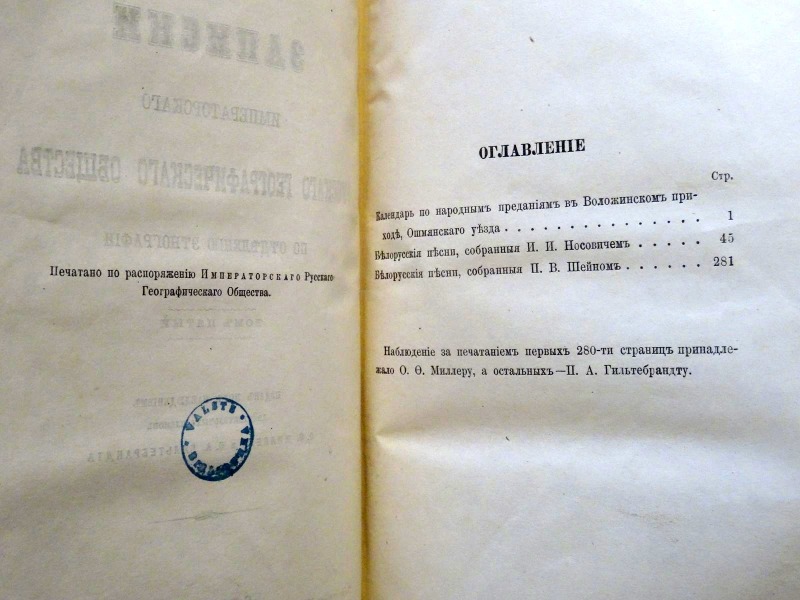 Печатано по распоряженію Императорскаго Русскаго
Географическаго Общества.
VALSTS
ОГЛАВЛЕНІЕ
Стр.
Календарь по народнымъ преданіямъ въ Воложинскомъ при-
ходѣ, Ошмянскаго уѣзда . . . . . . . . . . . 1
Бѣлорусскія пѣсни, собранныя И. И. Носовичемъ . . . . . . 45
Бѣлорусскія пѣсни, собранныя П. В. Шейномъ . . . . . . 281
Наблюденіе за печатаніемъ первыхъ 280-ти страницъ принадле-
жало О. Ѳ. Миллеру, а остальныхъ—П. А. Гильтебрандту.